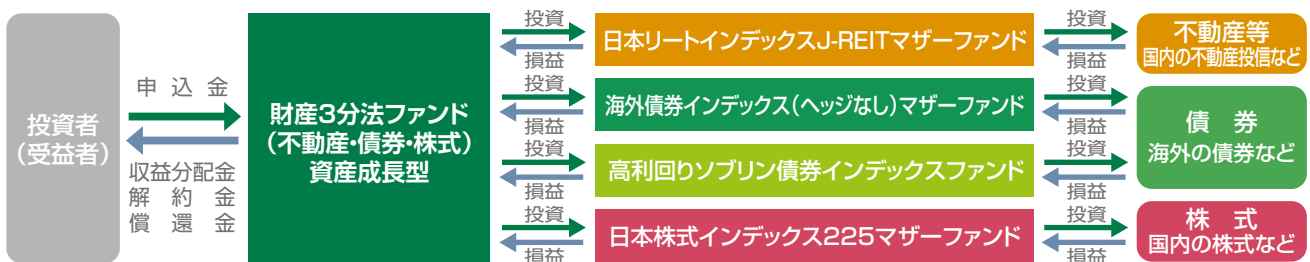 投資者
（受益者）
申込金
収益分配金
解約金
償還金
財産3分法ファンド
（不動産・債券・株式）
資産成長型
投資
損益
日本リートインデックスJ-REITマザーファンド
投資
損益
不動産等
国内の不動産投信など
投資
損益
海外債券インデックス（ヘッジなし）マザーファンド
投資
損益
債券
海外の債券など
投資
損益
高利回りソブリン債券インデックスファンド
投資
損益
投資
損益
日本株式インデックス225マザーファンド
投資
損益
株式
国内の株式など